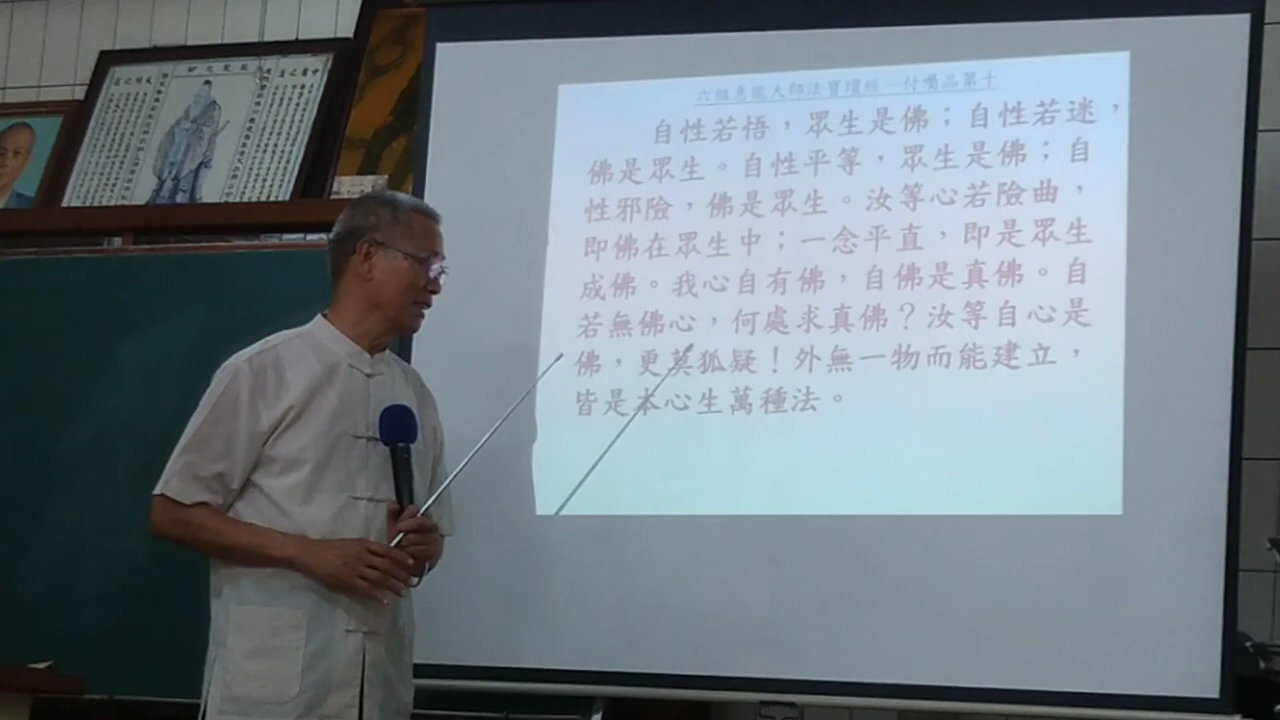 六祖惠能大師法寶壇經－付囑品第十
自性若悟，眾生是佛；自性若迷，
佛是眾生。自性平等，眾生是佛；自
性邪險，佛是眾生。汝等心若險曲，
即佛在眾生中；一念平直，即是眾生
成佛。我心自有佛，自佛是真佛。自
若無佛心，何處求真佛？汝等自心是
佛，更莫狐疑！外無一物而能建立，
皆是本心生萬種法。